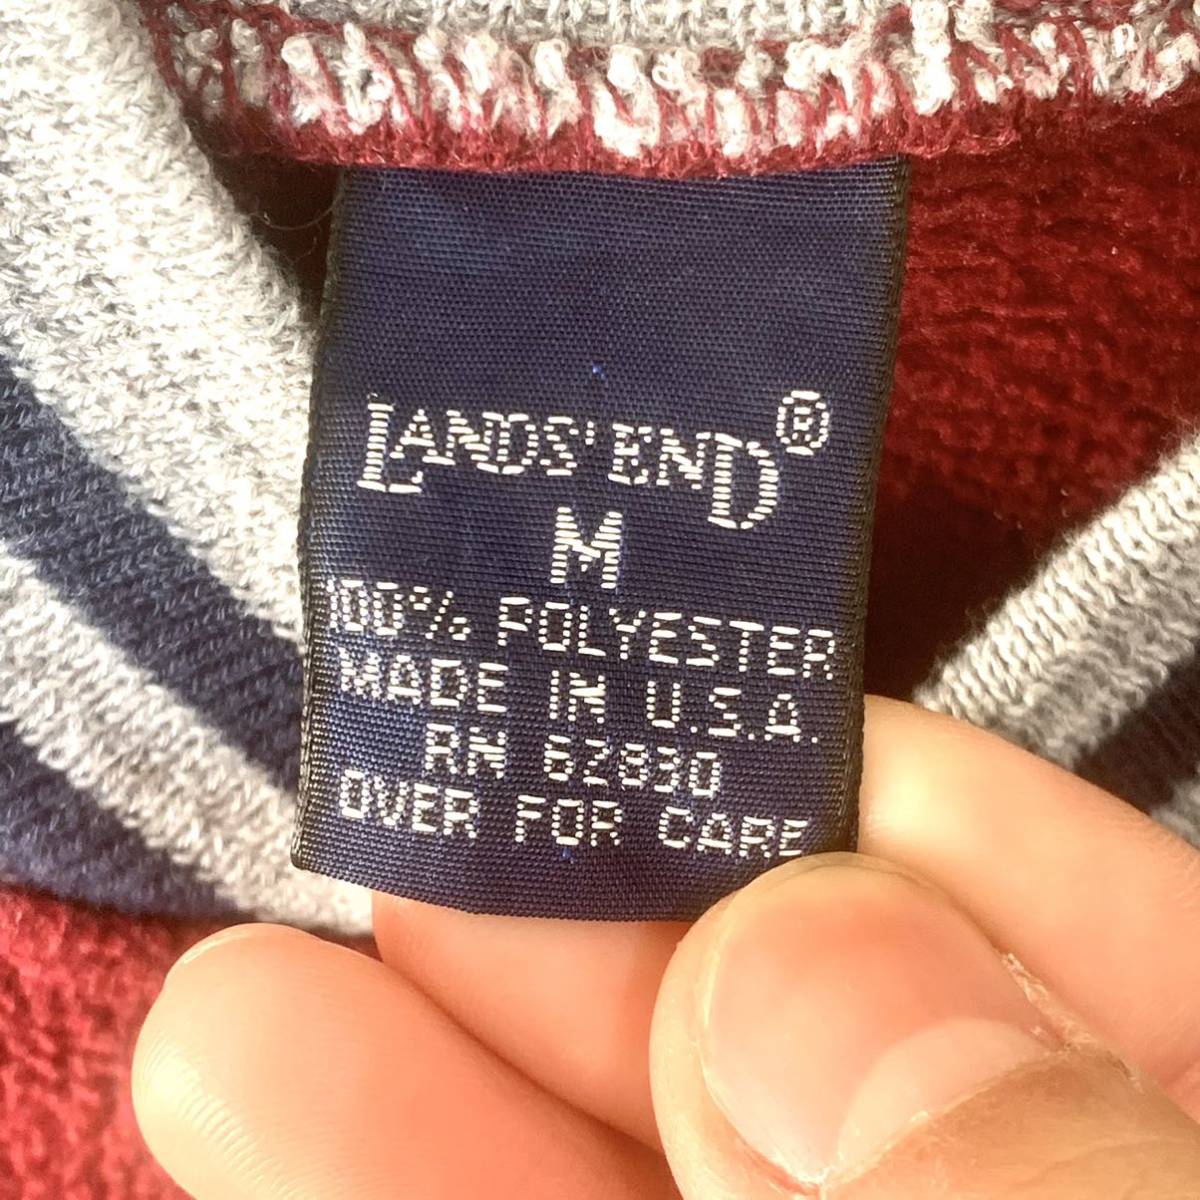 LANDS' END®
M
100% POLYESTER
MADE IN U.S.A.
RN 62830
OVER FOR CARE